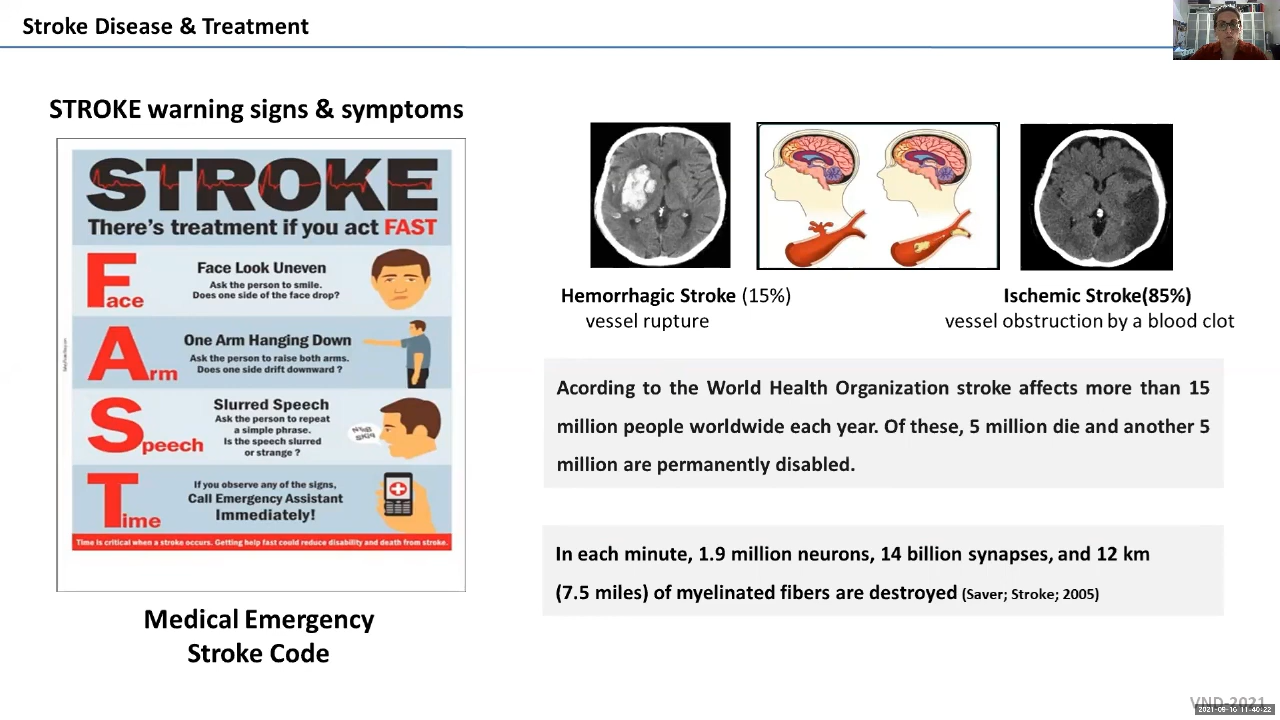 Stroke Disease & Treatment
STROKE warning signs & symptoms
STROKE
There's treatment if you act FAST
Face
Face Look Uneven
Ask the person to smile.
Does one side of the face drop?
Arm
One Arm Hanging Down
Ask the person to raise both arms.
Does one side drift downward ?
Speech
Slurred Speech
Ask the person to repeat
a simple phrase.
Is the speech slurred
or strange ?
Time
If you observe any of the signs,
Call Emergency Assistant
Immediately!
Time is critical when a stroke occurs. Getting help fast could reduce disability and death from stroke.
Medical Emergency
Stroke Code
Hemorrhagic Stroke (15%)
vessel rupture
Ischemic Stroke(85%)
vessel obstruction by a blood clot
Acording to the World Health Organization stroke affects more than 15
million people worldwide each year. Of these, 5 million die and another 5
million are permanently disabled.
In each minute, 1.9 million neurons, 14 billion synapses, and 12 km
(7.5 miles) of myelinated fibers are destroyed (Saver; Stroke; 2005)
VND-2021
2021-09-16 11:40:22